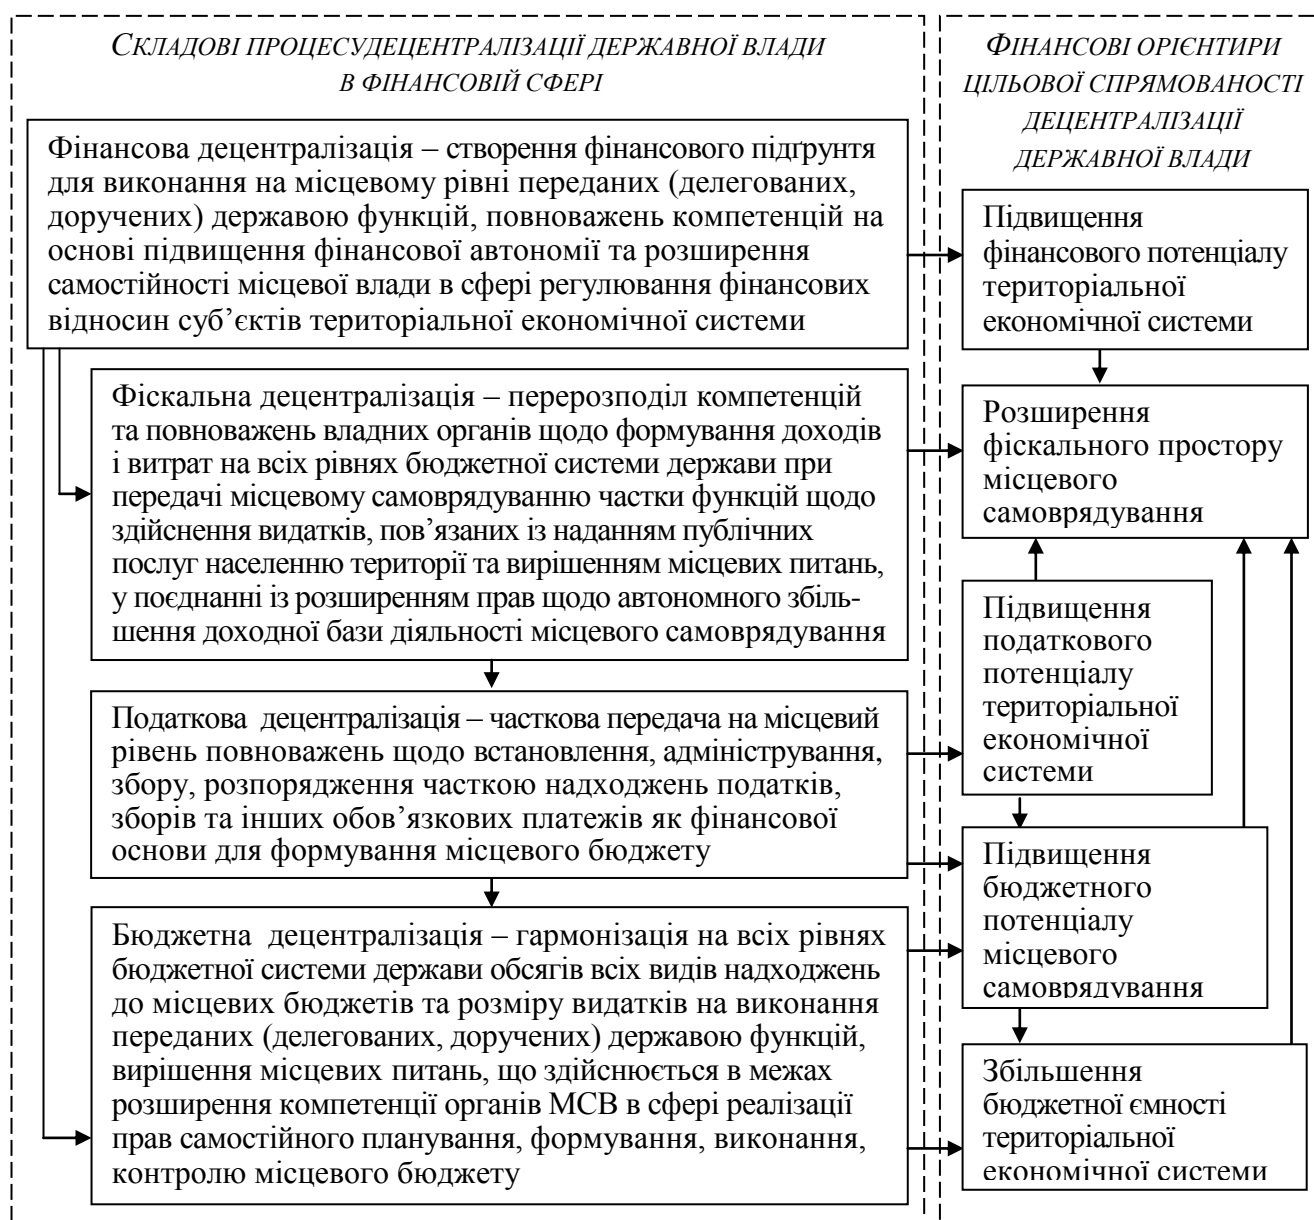 СКЛАДОВІ ПРОЦЕСУДЕЦЕНТРАЛІЗАЦІЇ ДЕРЖАВНОЇ ВЛАДИ
В ФІНАНСОВІЙ СФЕРІ
Фінансова децентралізація – створення фінансового підґрунтя
для виконання на місцевому рівні переданих (делегованих,
доручених) державою функцій, повноважень компетенцій на
основі підвищення фінансової автономії та розширення
самостійності місцевої влади в сфері регулювання фінансових
відносин суб’єктів територіальної економічної системи
Фіскальна децентралізація – перерозподіл компетенцій
та повноважень владних органів щодо формування доходів
і витрат на всіх рівнях бюджетної системи держави при
передачі місцевому самоврядуванню частки функцій щодо
здійснення видатків, пов’язаних із наданням публічних
послуг населенню території та вирішенням місцевих питань,
у поєднанні із розширенням прав щодо автономного збіль-
шення доходної бази діяльності місцевого самоврядування
Податкова децентралізація – часткова передача на місцевий
рівень повноважень щодо встановлення, адміністрування,
збору, розпорядження часткою надходжень податків,
зборів та інших обов’язкових платежів як фінансової
основи для формування місцевого бюджету
Бюджетна децентралізація – гармонізація на всіх рівнях
бюджетної системи держави обсягів всіх видів надходжень
до місцевих бюджетів та розміру видатків на виконання
переданих (делегованих, доручених) державою функцій,
вирішення місцевих питань, що здійснюється в межах
розширення компетенції органів МСВ в сфері реалізації
прав самостійного планування, формування, виконання,
контролю місцевого бюджету
ФІНАНСОВІ ОРІЄНТИРИ
ЦІЛЬОВОЇ СПРЯМОВАНОСТІ
ДЕЦЕНТРАЛІЗАЦІЇ
ДЕРЖАВНОЇ ВЛАДИ
Підвищення
фінансового потенціалу
територіальної
економічної системи
Розширення
фіскального простору
місцевого
самоврядування
Підвищення
податкового
потенціалу
територіальної
економічної
системи
Підвищення
бюджетного
потенціалу
місцевого
самоврядування
Збільшення
бюджетної ємності
територіальної
економічної системи